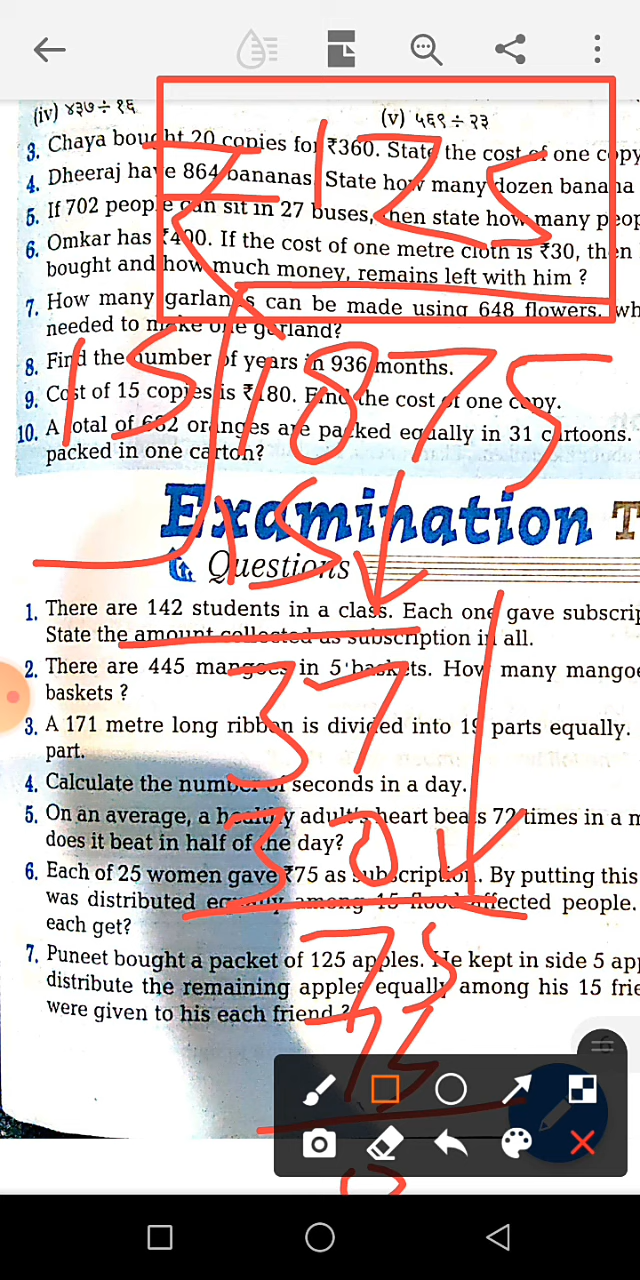 (iv) ४३७ ÷ १६
(v) ५६९ ÷ २३
3. Chaya bought 20 copies for ₹360. State the cost of one copy
4. Dheeraj have 864 bananas. State how many dozen banana
5. If 702 people can sit in 27 buses, then state how many peop
6. Omkar has ₹400. If the cost of one metre cloth is ₹30, then
bought and how much money, remains left with him ?
7. How many garlands can be made using 648 flowers, wh
needed to make one garland?
8. Find the number of years in 936 months.
9. Cost of 15 copies is ₹180. Find the cost of one copy.
10. A total of 682 oranges are packed equally in 31 cartoons.
packed in one carton?
₹ 125
15 1875
15
37
30
75
75
0
Examination T
Questions
1. There are 142 students in a class. Each one gave subscrip
State the amount collected as subscription in all.
2. There are 445 mangoes in 5 baskets. How many mangoe
baskets ?
3. A 171 metre long ribbon is divided into 19 parts equally.
part.
4. Calculate the number of seconds in a day.
5. On an average, a healthy adult's heart beats 72 times in a m
does it beat in half of the day?
6. Each of 25 women gave ₹75 as subscription. By putting this
was distributed equally among 15 flood affected people.
each get?
7. Puneet bought a packet of 125 apples. He kept in side 5 app
distribute the remaining apples equally among his 15 frie
were given to his each friend ?